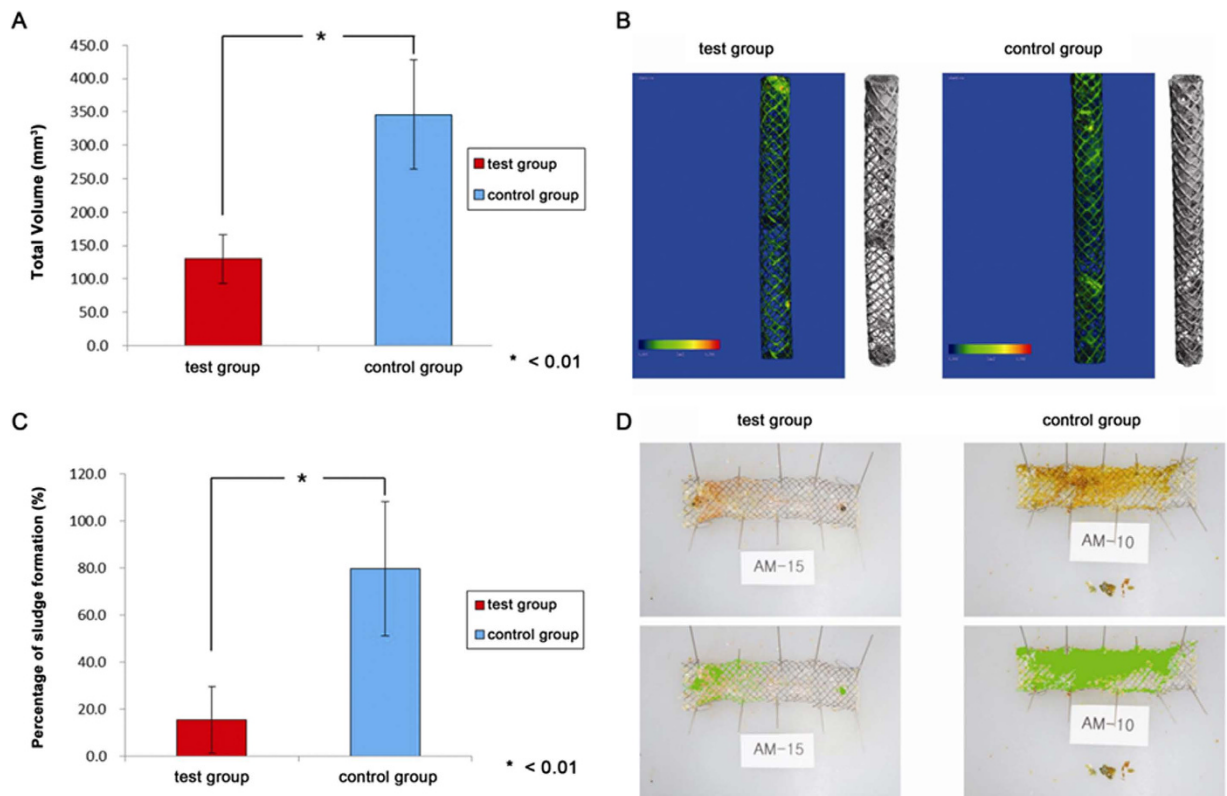 A
*
450.0
400.0
350.0
300.0
250.0
200.0
150.0
100.0
50.0
0.0
Total Volume (mm³)
test group
control group
test group
control group
* < 0.01
B
test group
control group
C
*
120.0
100.0
80.0
60.0
40.0
20.0
0.0
Percentage of sludge formation (%)
test group
control group
test group
control group
* < 0.01
D
test group
control group
AM-15
AM-10
AM-15
AM-10